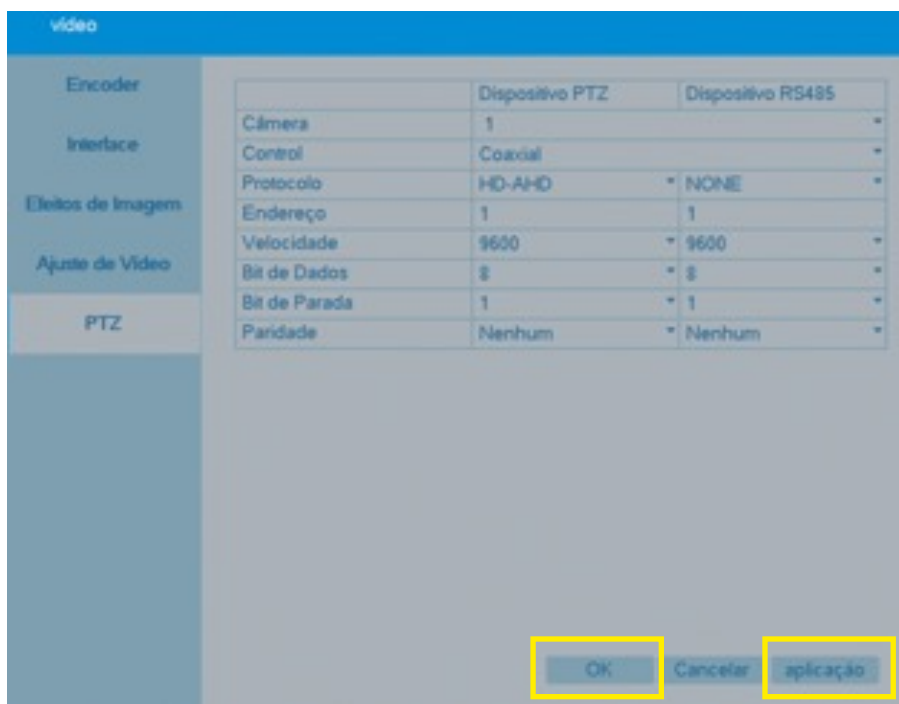 vídeo
Encoder
Interface
Efeitos de Imagem
Ajuste de Vídeo
PTZ
Dispositivo PTZ Dispositivo RS485
Câmera 1
Control Coaxial
Protocolo HD-AHD NONE
Endereço 1 1
Velocidade 9600 9600
Bit de Dados 8 8
Bit de Parada 1 1
Paridade Nenhum Nenhum
OK Cancelar aplicação